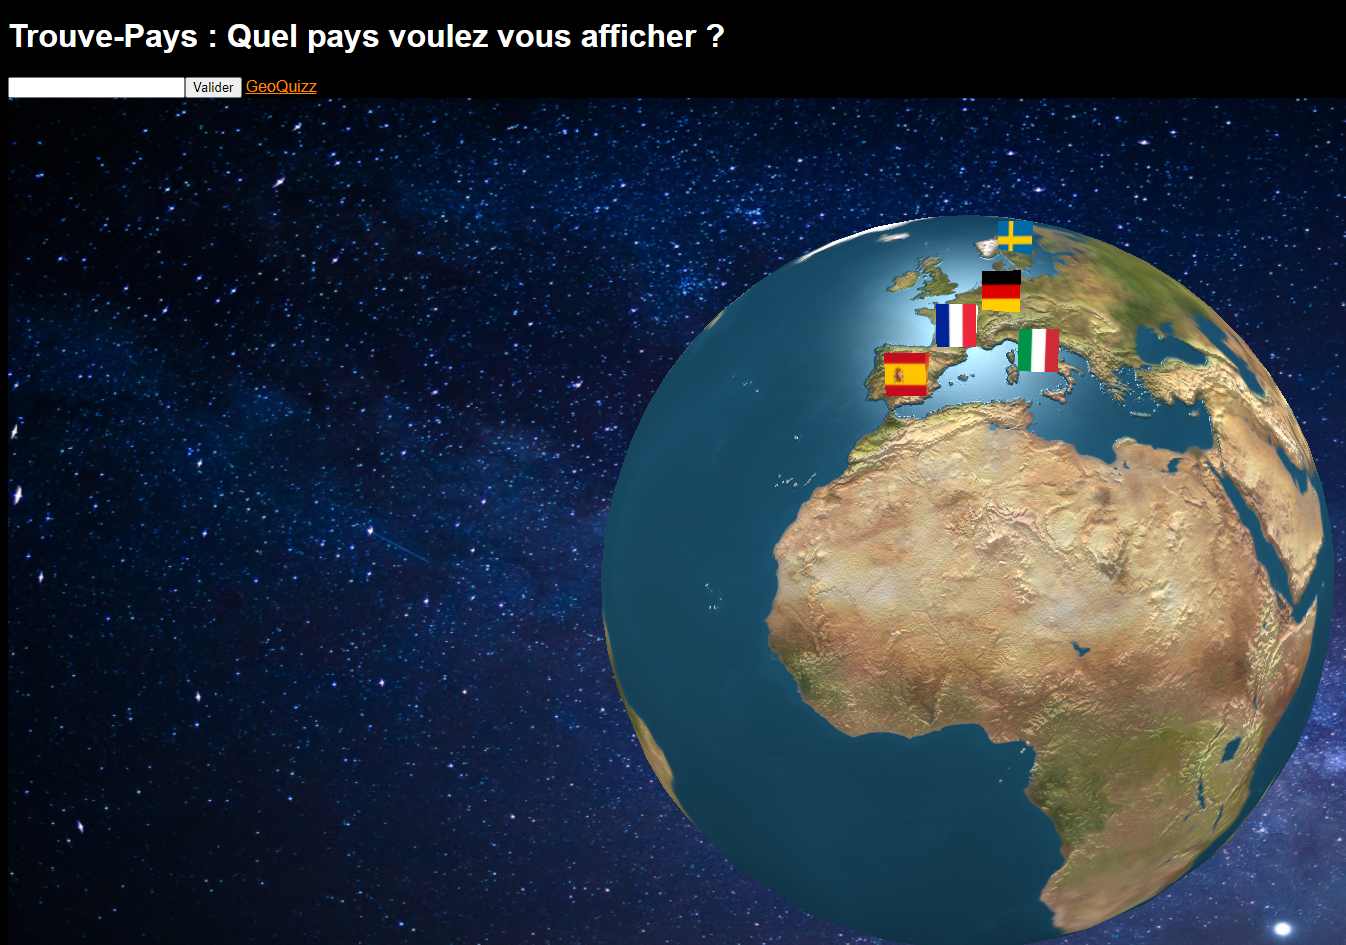 Trouve-Pays : Quel pays voulez vous afficher ?
Valider GeoQuizz